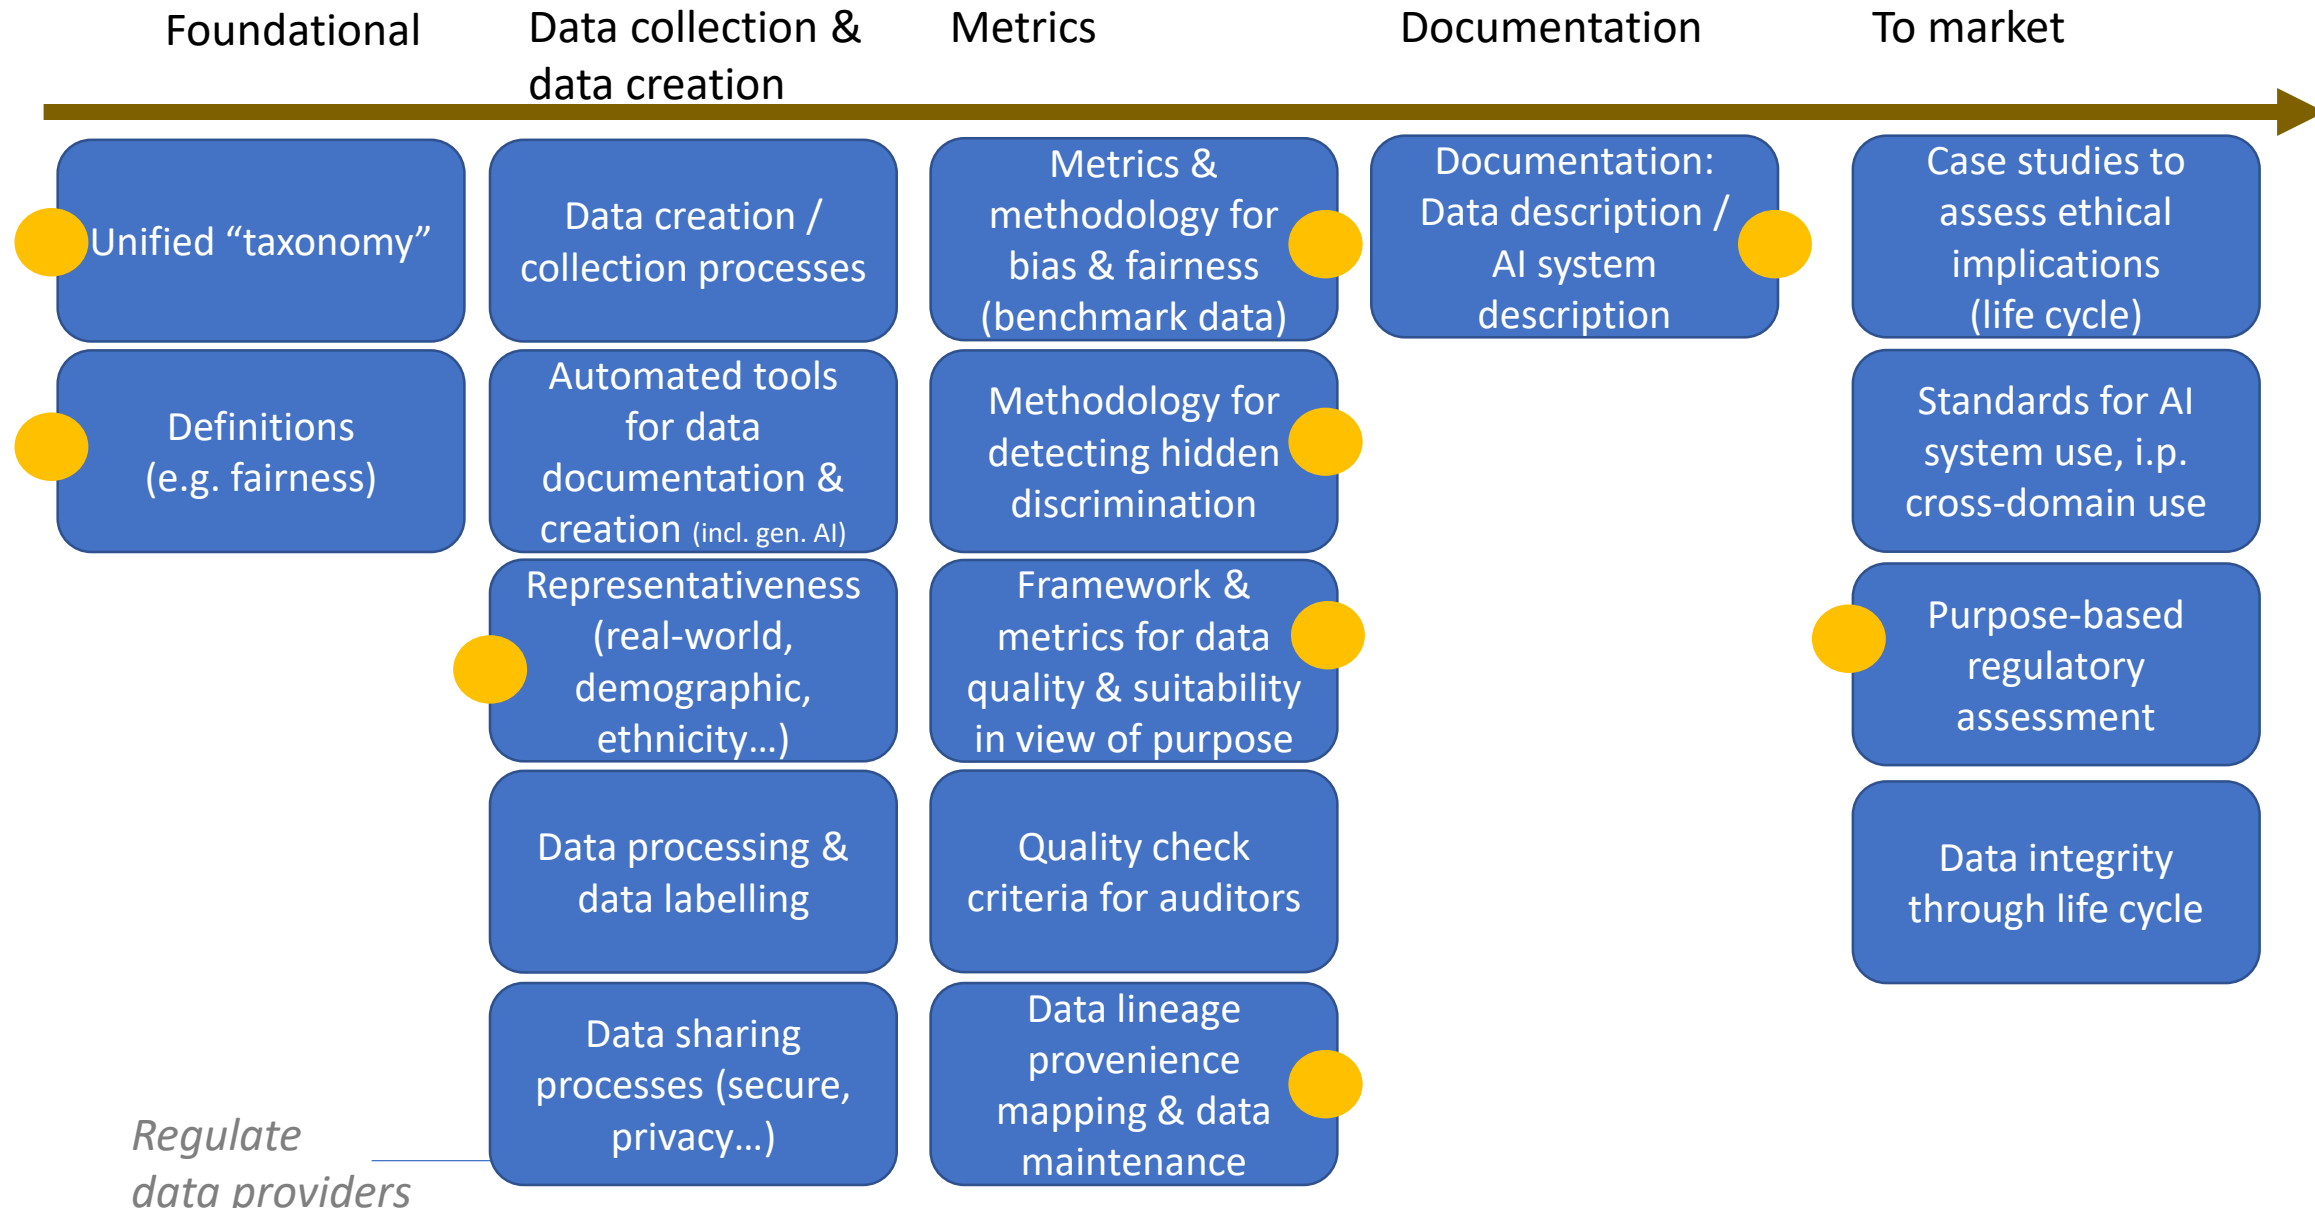 Foundational
Data collection &
data creation
Metrics
Documentation
To market
Unified “taxonomy”
Definitions
(e.g. fairness)
Data creation /
collection processes
Automated tools
for data
documentation &
creation (incl. gen. AI)
Representativeness
(real-world,
demographic,
ethnicity...)
Data processing &
data labelling
Data sharing
processes (secure,
privacy...)
Metrics &
methodology for
bias & fairness
(benchmark data)
Methodology for
detecting hidden
discrimination
Framework &
metrics for data
quality & suitability
in view of purpose
Quality check
criteria for auditors
Data lineage
provenience
mapping & data
maintenance
Documentation:
Data description /
AI system
description
Case studies to
assess ethical
implications
(life cycle)
Standards for AI
system use, i.p.
cross-domain use
Purpose-based
regulatory
assessment
Data integrity
through life cycle
Regulate
data providers